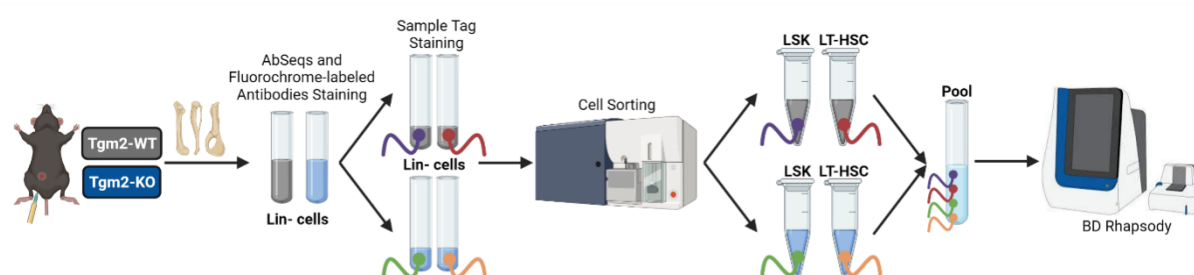 Tgm2-WT
Tgm2-KO
AbSeqs and
Fluorochrome-labeled
Antibodies Staining
Lin- cells
Sample Tag
Staining
Lin- cells
Cell Sorting
LSK LT-HSC
LSK LT-HSC
Pool
BD Rhapsody